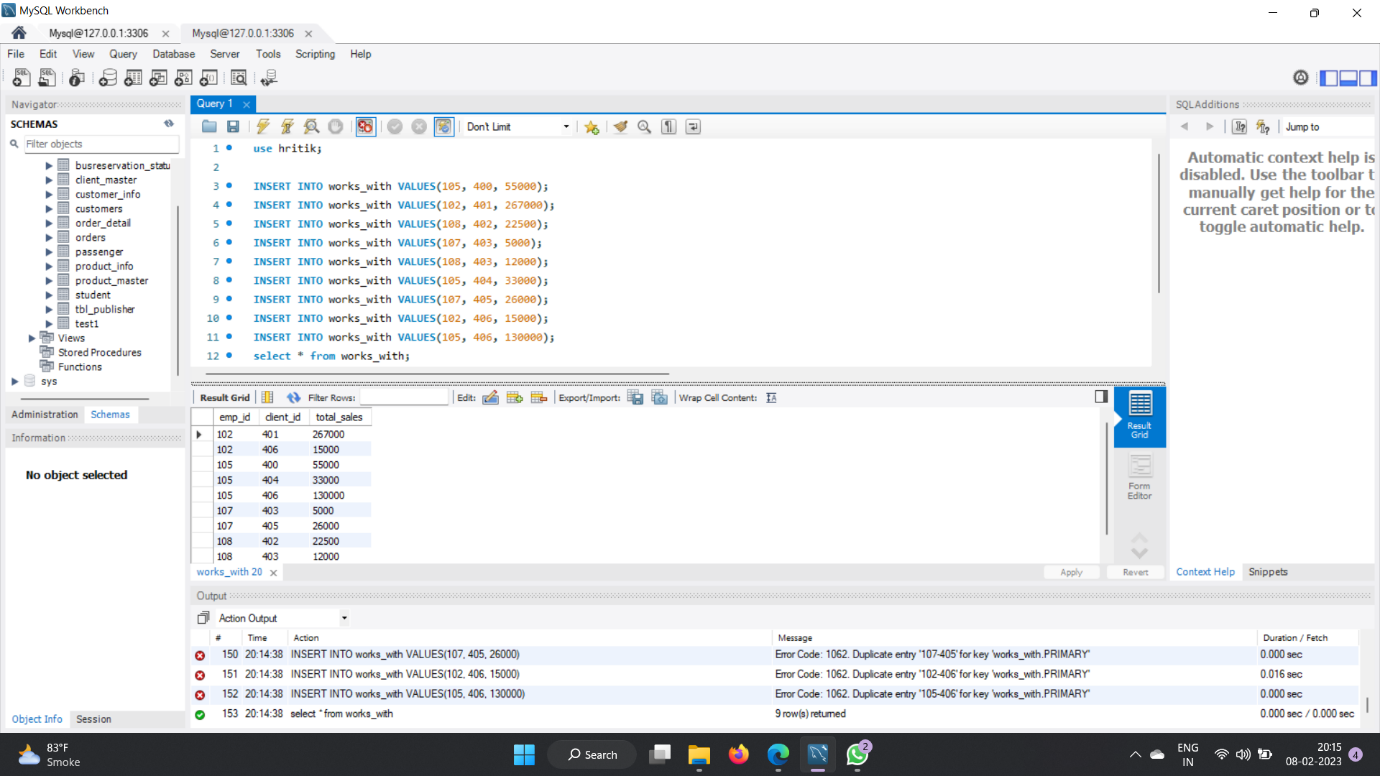 MySQL Workbench
Mysql@127.0.0.1:3306 Mysql@127.0.0.1:3306
File Edit View Query Database Server Tools Scripting Help
Navigator
SCHEMAS
Filter objects
busreservation_statu
client_master
customer_info
customers
order_detail
orders
passenger
product_info
product_master
student
tbl_publisher
test1
Views
Stored Procedures
Functions
sys
Administration Schemas
Information
No object selected
Object Info Session
Query 1
Don't Limit
1 use hritik;
2
3 INSERT INTO works_with VALUES(105, 400, 55000);
4 INSERT INTO works_with VALUES(102, 401, 267000);
5 INSERT INTO works_with VALUES(108, 402, 22500);
6 INSERT INTO works_with VALUES(107, 403, 5000);
7 INSERT INTO works_with VALUES(108, 403, 12000);
8 INSERT INTO works_with VALUES(105, 404, 33000);
9 INSERT INTO works_with VALUES(107, 405, 26000);
10 INSERT INTO works_with VALUES(102, 406, 15000);
11 INSERT INTO works_with VALUES(105, 406, 130000);
12 select * from works_with;
Result Grid Filter Rows: Edit: Export/Import: Wrap Cell Content:
emp_id client_id total_sales
102 401 267000
102 406 15000
105 400 55000
105 404 33000
105 406 130000
107 403 5000
107 405 26000
108 402 22500
108 403 12000
Result
Grid
Form
Editor
works_with 20 Apply Revert
SQLAdditions
Jump to
Automatic context help is
disabled. Use the toolbar t
manually get help for the
current caret position or to
toggle automatic help.
Context Help Snippets
Output
Action Output
# Time Action Message Duration / Fetch
150 20:14:38 INSERT INTO works_with VALUES(107, 405, 26000) Error Code: 1062. Duplicate entry '107-405' for key 'works_with.PRIMARY' 0.000 sec
151 20:14:38 INSERT INTO works_with VALUES(102, 406, 15000) Error Code: 1062. Duplicate entry '102-406' for key 'works_with.PRIMARY' 0.016 sec
152 20:14:38 INSERT INTO works_with VALUES(105, 406, 130000) Error Code: 1062. Duplicate entry '105-406' for key 'works_with.PRIMARY' 0.000 sec
153 20:14:38 select * from works_with 9 row(s) returned 0.000 sec / 0.000 sec
83°F
Smoke
Search
2
ENG
IN
20:15
08-02-2023
4